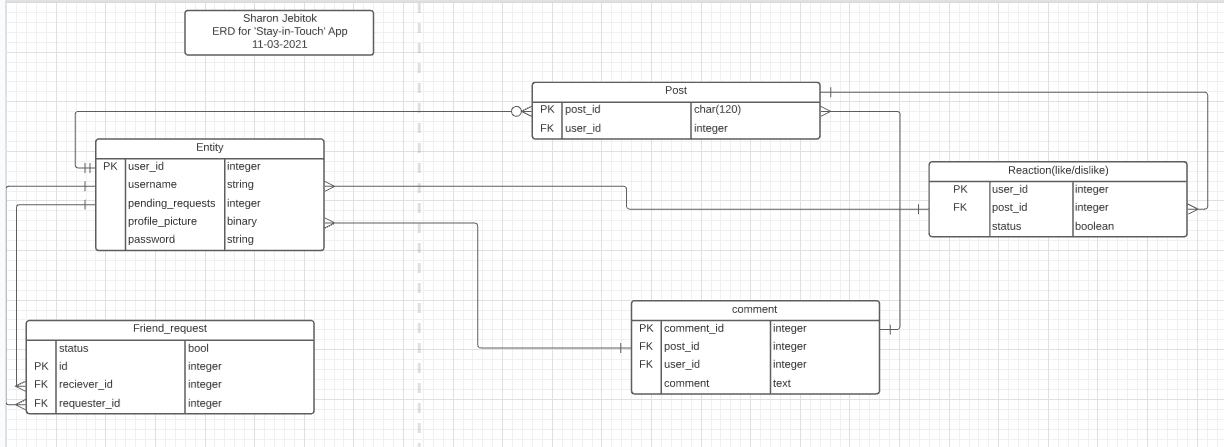 Sharon Jebitok
ERD for 'Stay-in-Touch' App
11-03-2021
Post
PK post_id char(120)
FK user_id integer
Entity
PK user_id integer
username string
pending_requests integer
profile_picture binary
password string
Reaction(like/dislike)
PK user_id integer
FK post_id integer
status boolean
comment
PK comment_id integer
FK post_id integer
FK user_id integer
comment text
Friend_request
status bool
PK id integer
FK reciever_id integer
FK requester_id integer